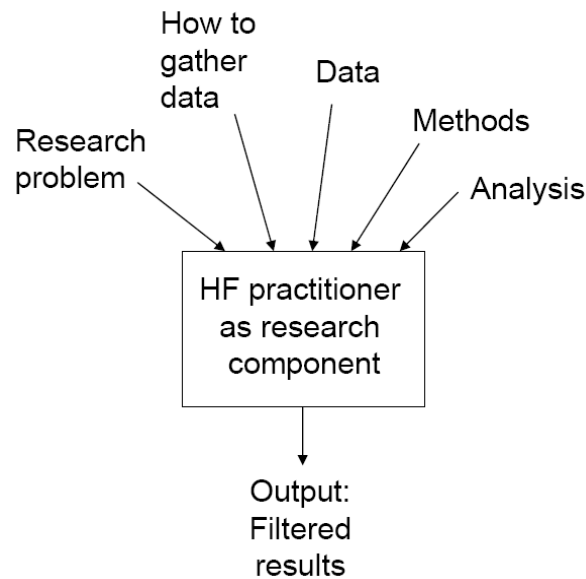 How to
gather
data
Data
Methods
Research
problem
Analysis
HF practitioner
as research
component
Output:
Filtered
results